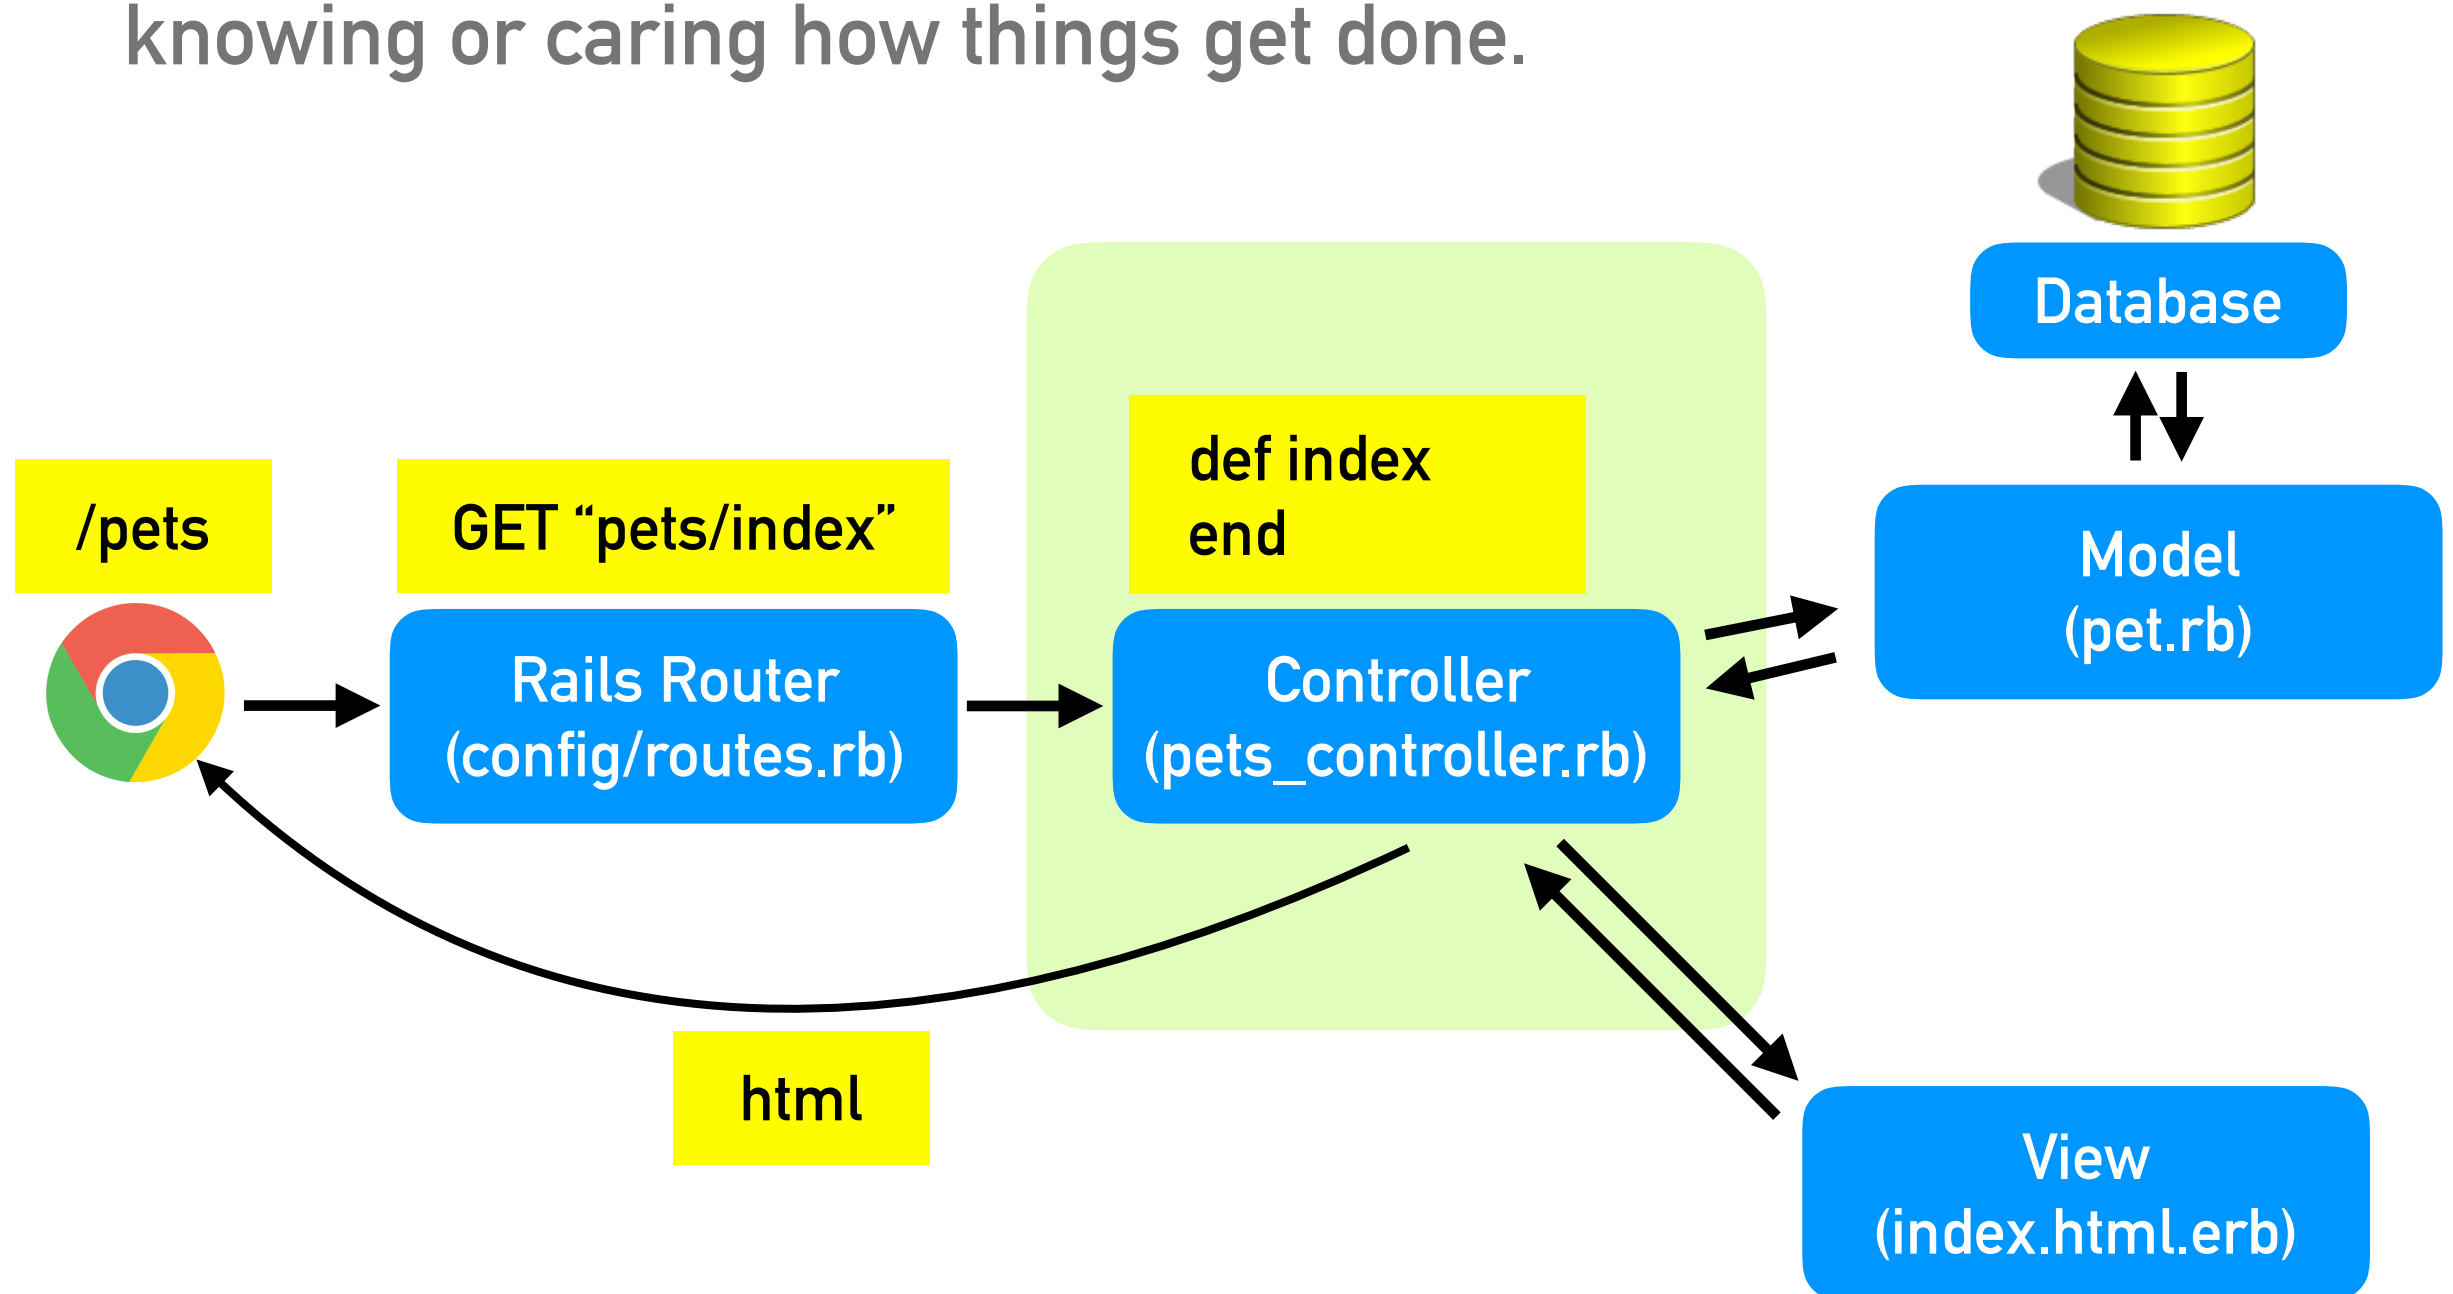 knowing or caring how things get done.
Database
/pets
GET “pets/index”
def index
end
Model
(pet.rb)
Rails Router
(config/routes.rb)
Controller
(pets_controller.rb)
html
View
(index.html.erb)